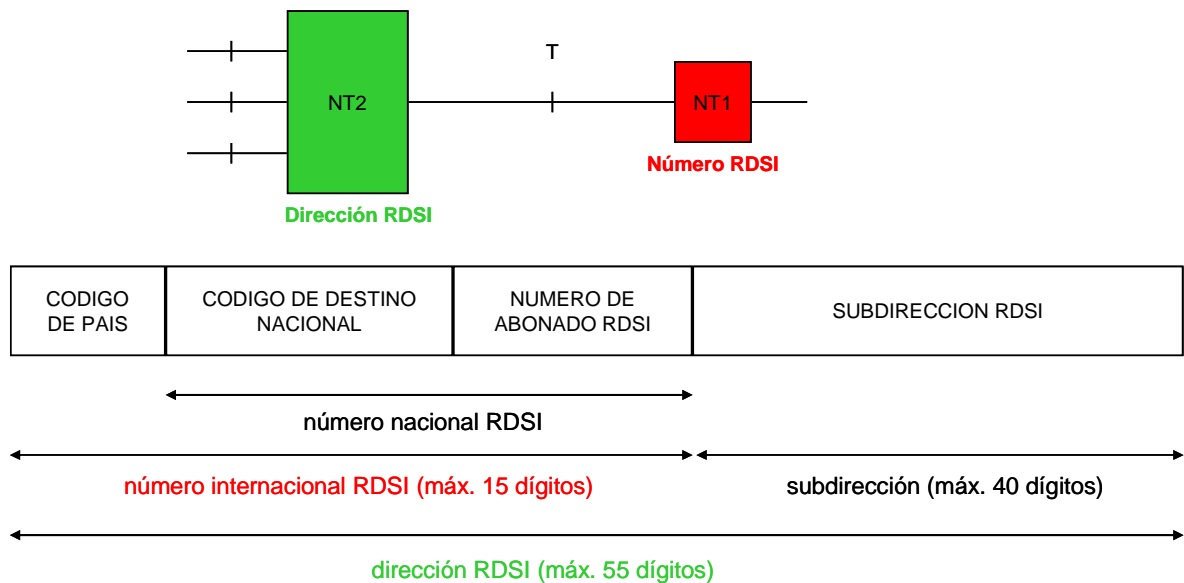 T
NT2
NT1
Número RDSI
Dirección RDSI
CODIGO
DE PAIS
CODIGO DE DESTINO
NACIONAL
NUMERO DE
ABONADO RDSI
SUBDIRECCION RDSI
número nacional RDSI
número internacional RDSI (máx. 15 dígitos)
subdirección (máx. 40 dígitos)
dirección RDSI (máx. 55 dígitos)